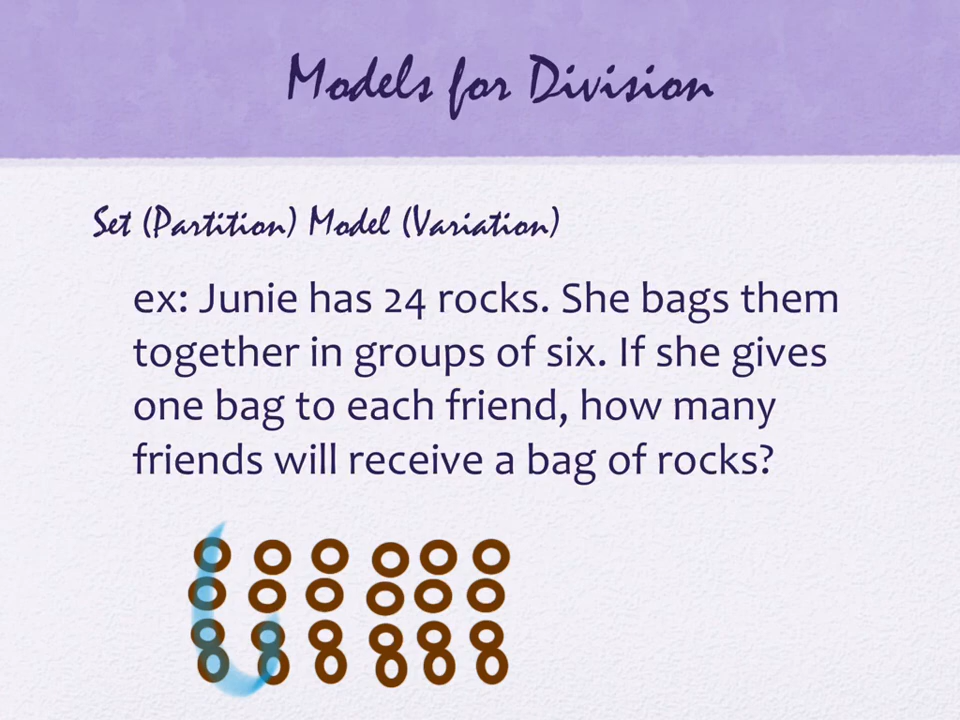 Models for Division
Set (Partition) Model (Variation)
ex: Junie has 24 rocks. She bags them
together in groups of six. If she gives
one bag to each friend, how many
friends will receive a bag of rocks?